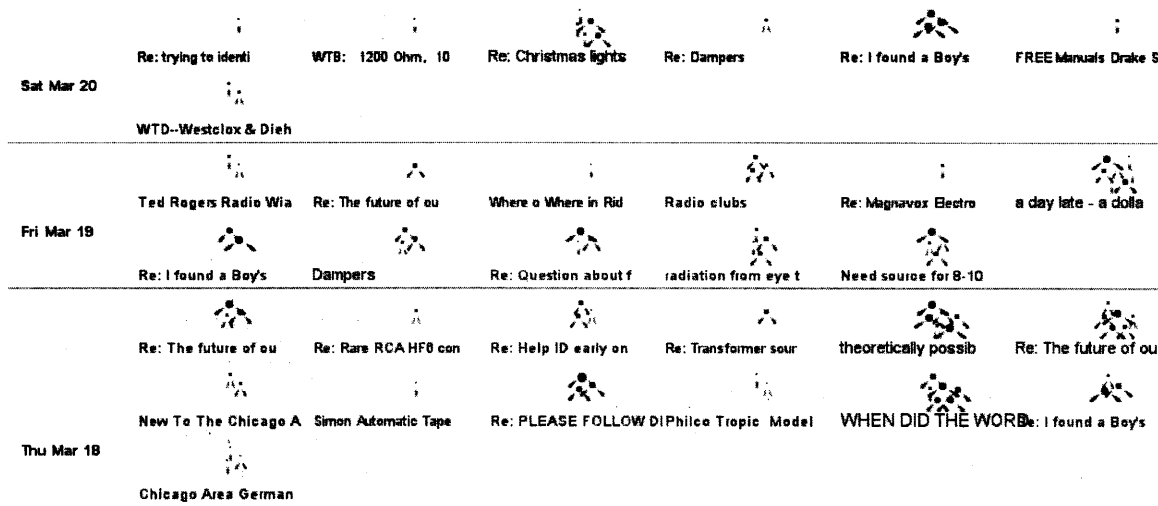 Re: trying to identi WTB: 1200 Ohm, 10 Re: Christmas lights Re: Dampers Re: I found a Boy's FREE Manuals Drake S
Sat Mar 20
WTD--Westclox & Dieh
Ted Rogers Radio Wia Re: The future of ou Where o Where in Rid Radio clubs Re: Magnavox Electro a day late - a dolla
Fri Mar 19
Re: I found a Boy's Dampers Re: Question about f radiation from eye t Need source for 8-10
Re: The future of ou Re: Rare RCA HF6 con Re: Help ID early on Re: Transformer sour theoretically possib Re: The future of ou
New To The Chicago A Simon Automatic Tape Re: PLEASE FOLLOW DI Philco Tropic Model WHEN DID THE WORD Re: I found a Boy's
Thu Mar 18
Chicago Area German